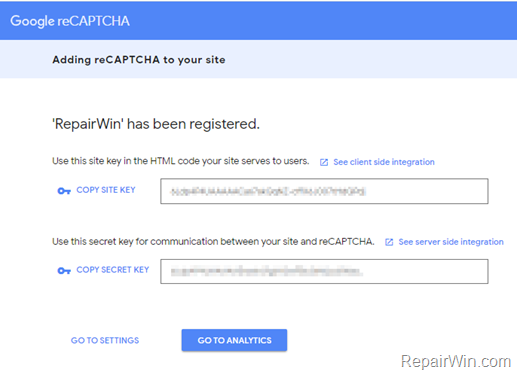 Google reCAPTCHA
Adding reCAPTCHA to your site
'RepairWin' has been registered.
Use this site key in the HTML code your site serves to users. See client side integration
COPY SITE KEY
Use this secret key for communication between your site and reCAPTCHA. See server side integration
COPY SECRET KEY
GO TO SETTINGS GO TO ANALYTICS
RepairWin.com